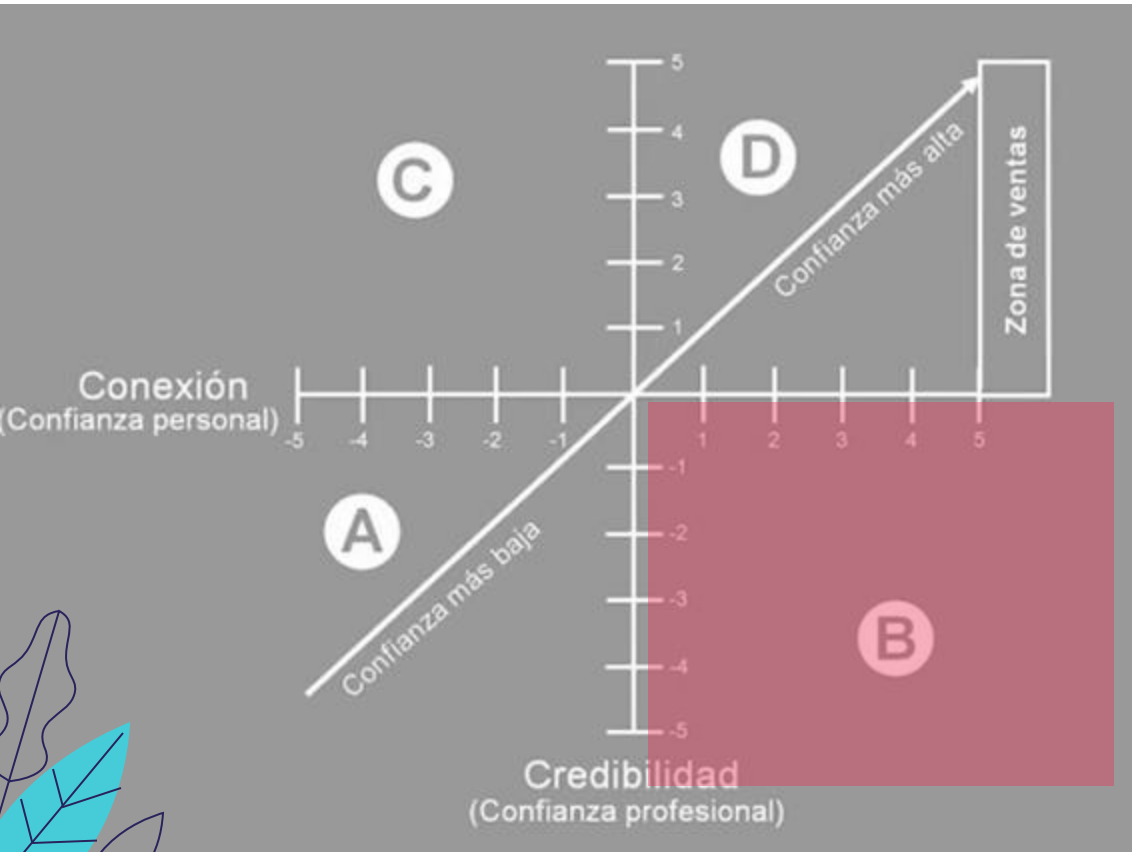 5
4
3
2
1
C
D
Confianza más alta
Zona de ventas
Conexión
(Confianza personal)
-5 -4 -3 -2 -1 1 2 3 4 5
-1
-2
-3
-4
-5
A
Confianza más baja
B
Credibilidad
(Confianza profesional)